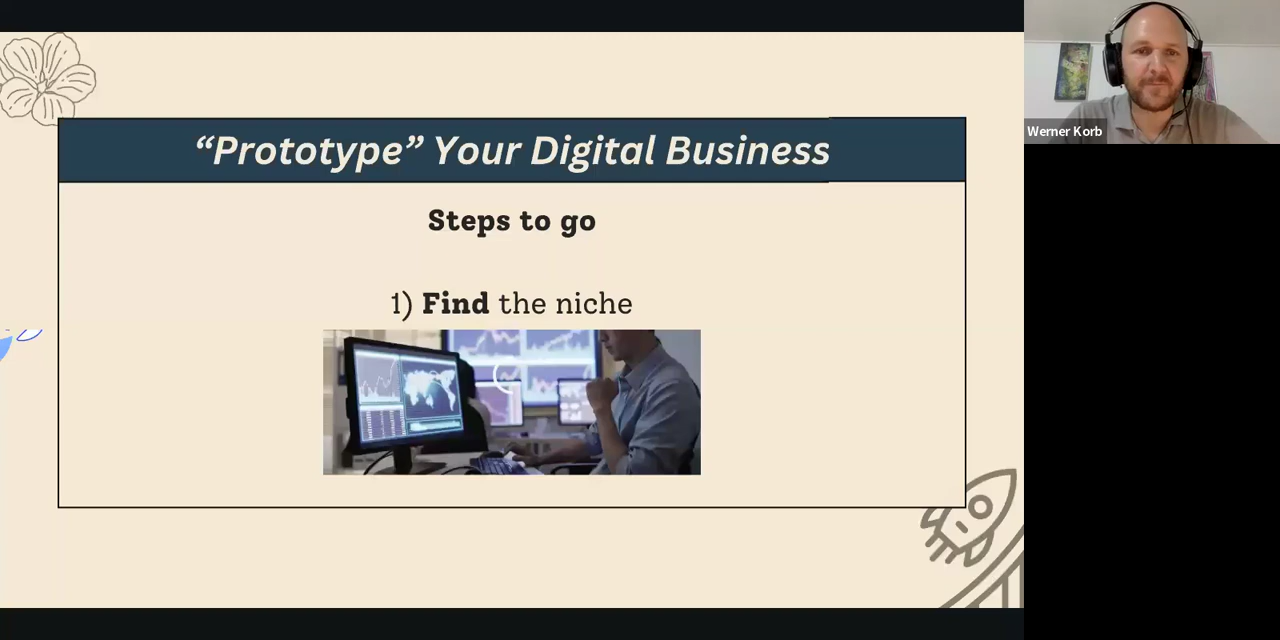 “Prototype” Your Digital Business
Steps to go
1) Find the niche
Werner Korb